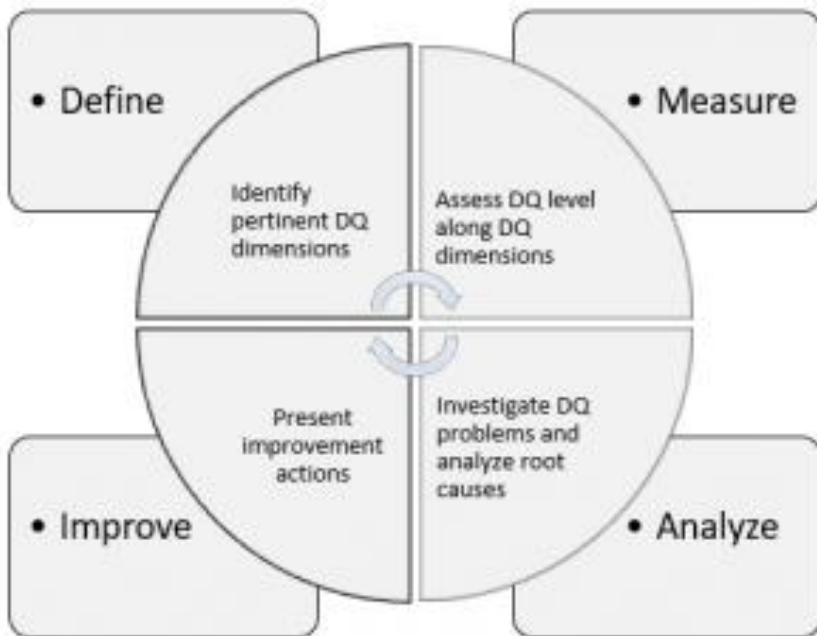 • Define
• Measure
Identify
pertinent DQ
dimensions
Assess DQ level
along DQ
dimensions
Present
improvement
actions
Investigate DQ
problems and
analyze root
causes
• Improve
• Analyze